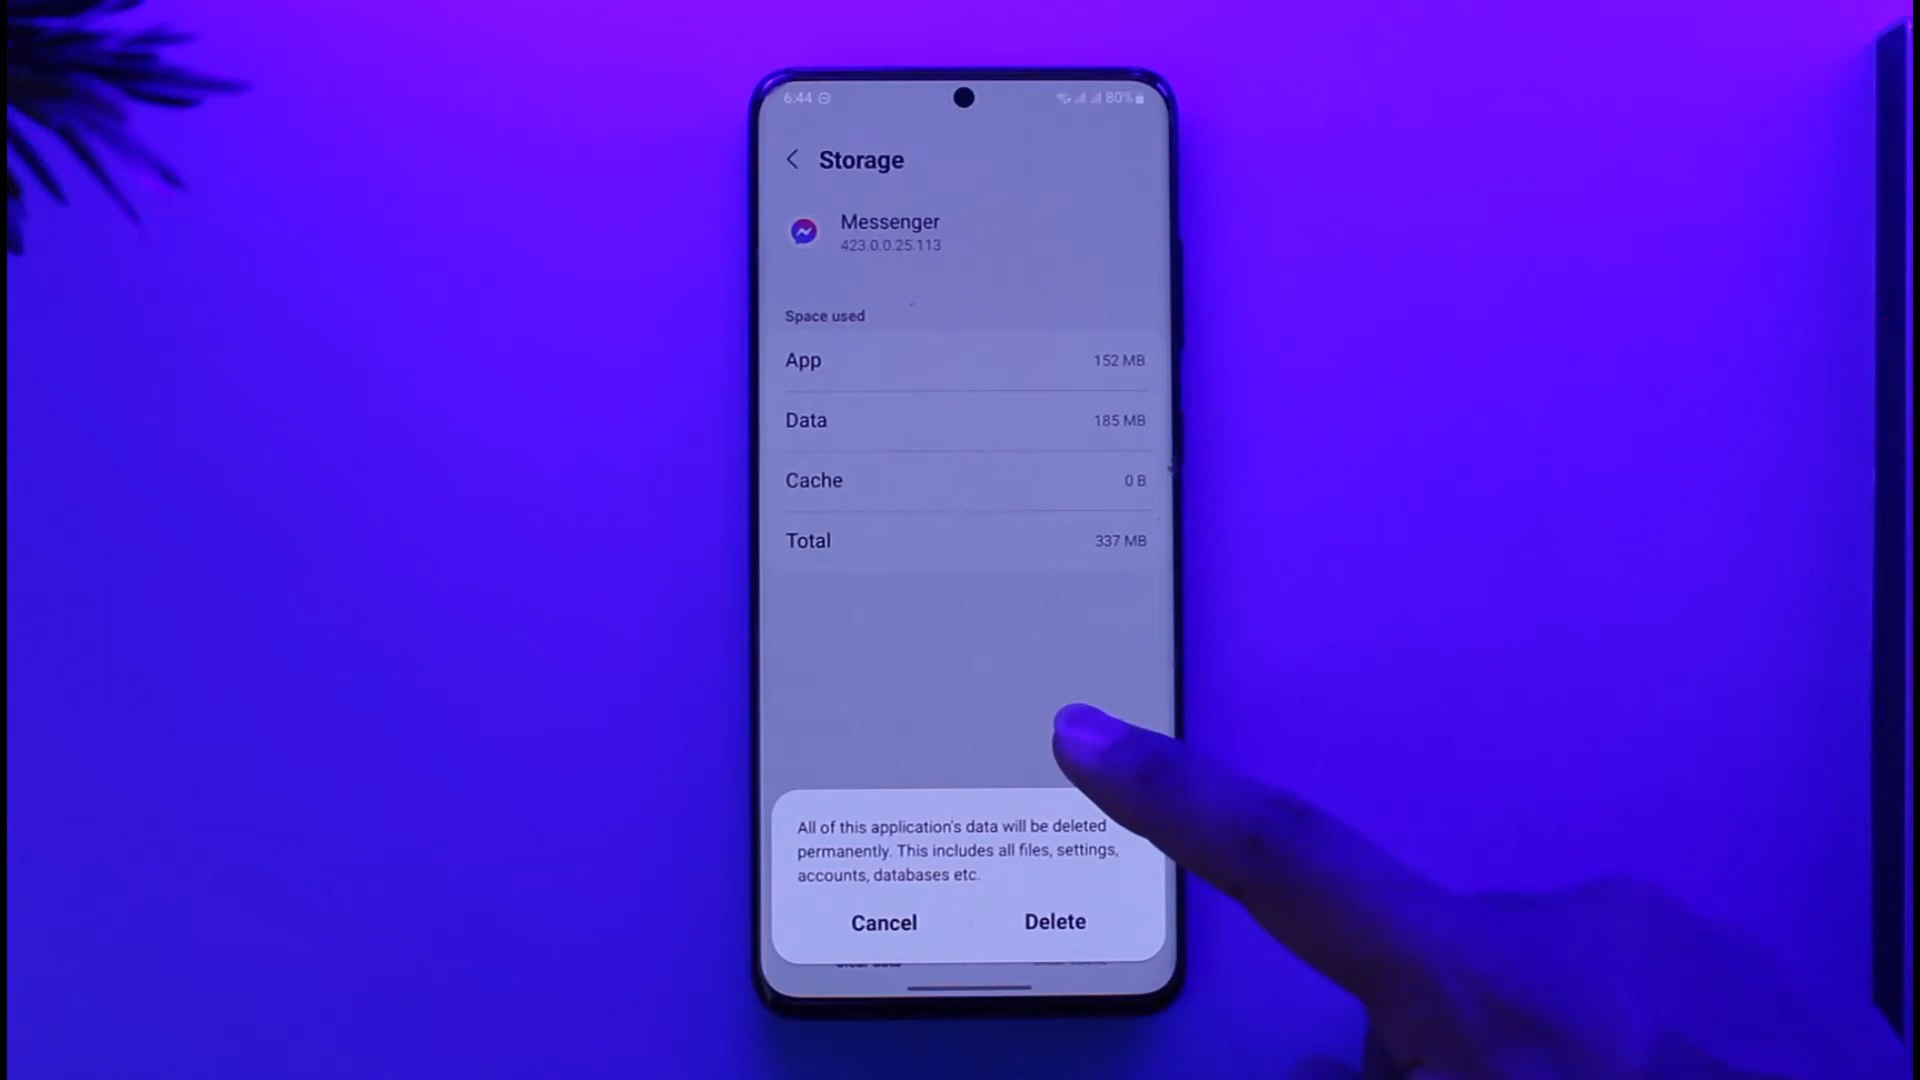 6:44
80%
Storage
Messenger
423.0.0.25.113
Space used
App 152 MB
Data 185 MB
Cache 0 B
Total 337 MB
All of this application's data will be deleted
permanently. This includes all files, settings,
accounts, databases etc.
Cancel Delete